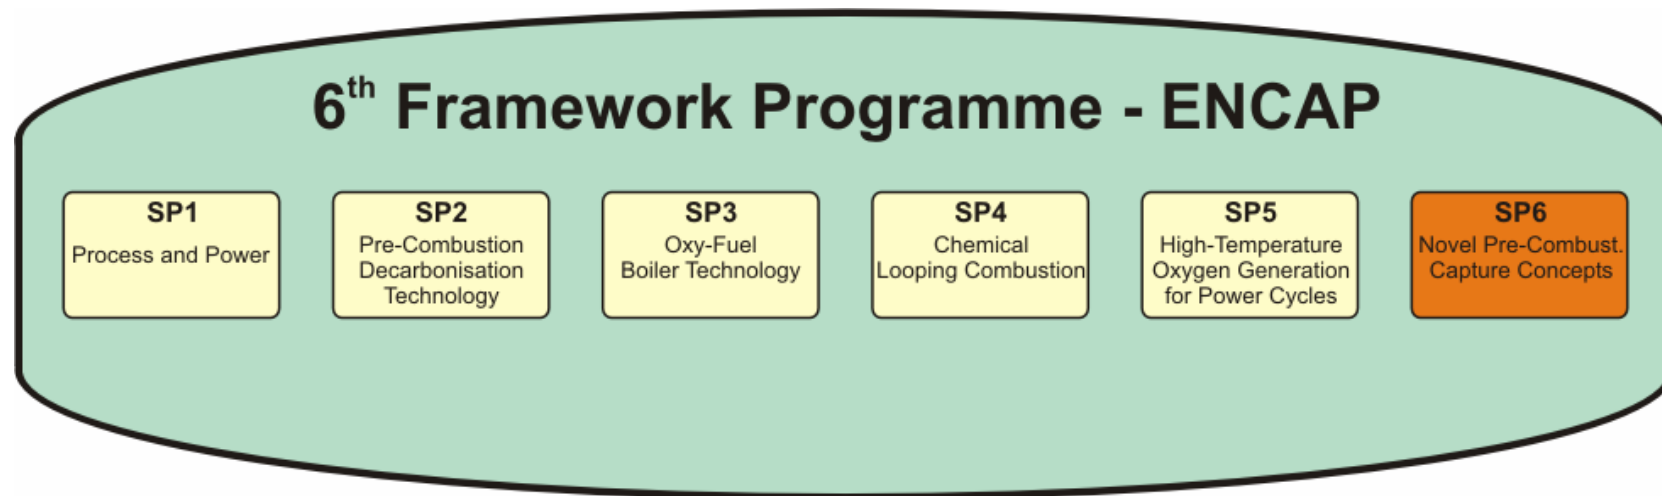 6th Framework Programme - ENCAP
SP1
Process and Power
SP2
Pre-Combustion
Decarbonisation
Technology
SP3
Oxy-Fuel
Boiler Technology
SP4
Chemical
Looping Combustion
SP5
High-Temperature
Oxygen Generation
for Power Cycles
SP6
Novel Pre-Combust.
Capture Concepts